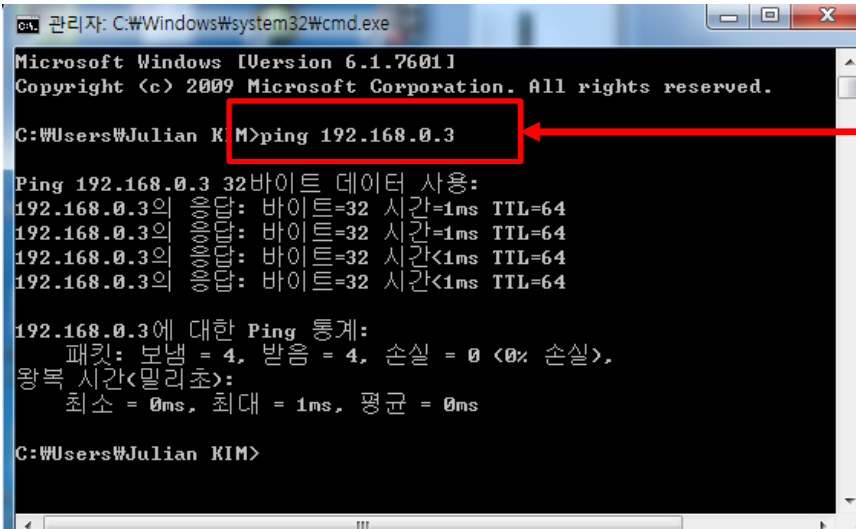 관리자: C:₩Windows₩system32₩cmd.exe
Microsoft Windows [Version 6.1.7601]
Copyright (c) 2009 Microsoft Corporation. All rights reserved.
C:₩Users₩Julian KIM>ping 192.168.0.3
Ping 192.168.0.3 32바이트 데이터 사용:
192.168.0.3의 응답: 바이트=32 시간=1ms TTL=64
192.168.0.3의 응답: 바이트=32 시간=1ms TTL=64
192.168.0.3의 응답: 바이트=32 시간<1ms TTL=64
192.168.0.3의 응답: 바이트=32 시간<1ms TTL=64
192.168.0.3에 대한 Ping 통계:
패킷: 보냄 = 4, 받음 = 4, 손실 = 0 (0% 손실),
왕복 시간(밀리초):
최소 = 0ms, 최대 = 1ms, 평균 = 0ms
C:₩Users₩Julian KIM>